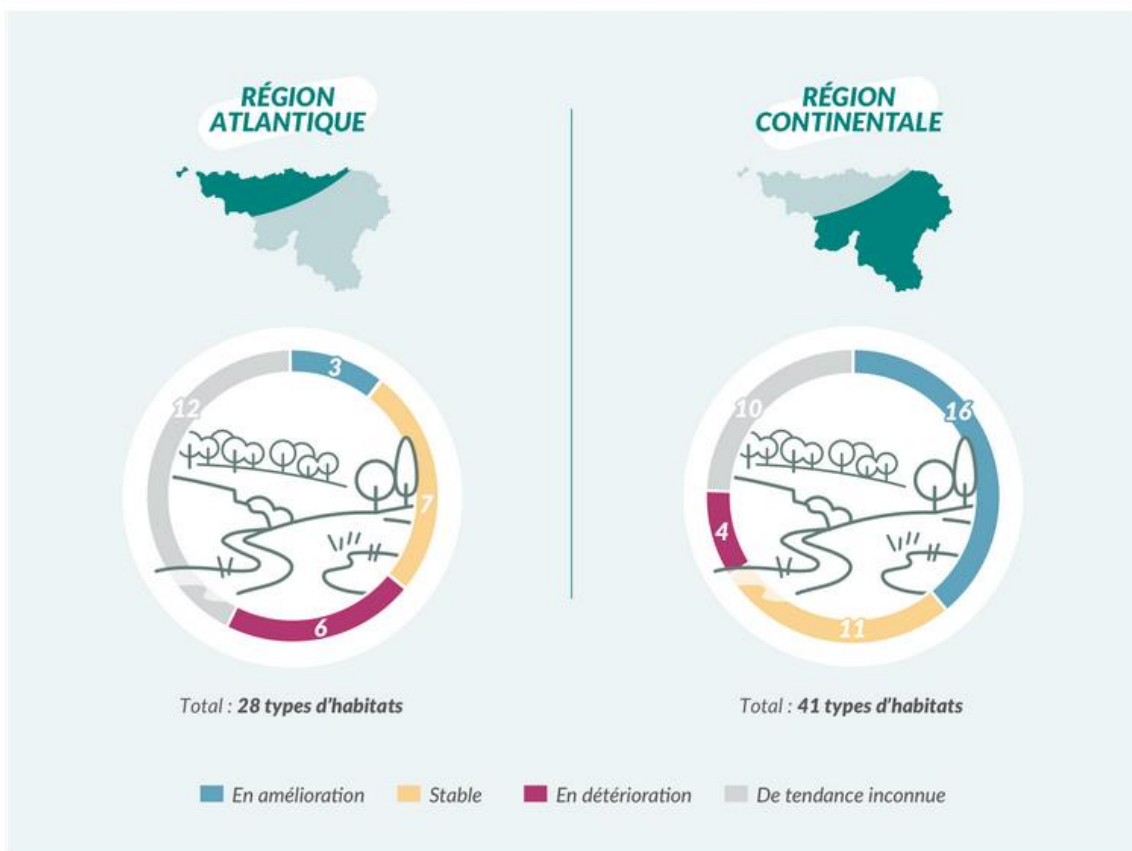 RÉGION
ATLANTIQUE
RÉGION
CONTINENTALE
3
12
7
6
16
10
4
11
Total : 28 types d'habitats
Total : 41 types d'habitats
En amélioration
Stable
En détérioration
De tendance inconnue